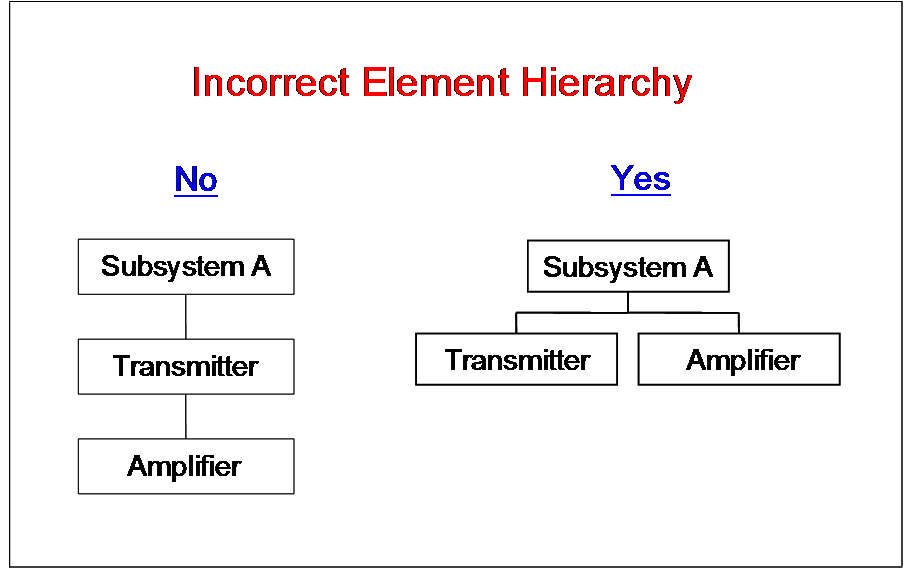 Incorrect Element Hierarchy
No
Subsystem A
Transmitter
Amplifier
Yes
Subsystem A
Transmitter
Amplifier